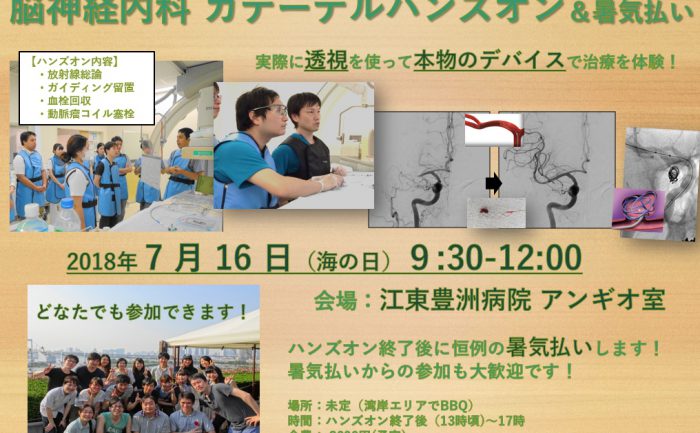 脳神経内科 カテーテルハンズオン＆暑気払い
【ハンズオン内容】
・放射線総論
・ガイディング留置
・血栓回収
・動脈瘤コイル塞栓
実際に透視を使って本物のデバイスで治療を体験！
2018年 7 月 16 日（海の日）9:30-12:00
会場：江東豊洲病院 アンギオ室
どなたでも参加できます！
ハンズオン終了後に恒例の暑気払いします！
暑気払いからの参加も大歓迎です！
場所：未定（湾岸エリアでBBQ）
時間：ハンズオン終了後（13時頃）～17時